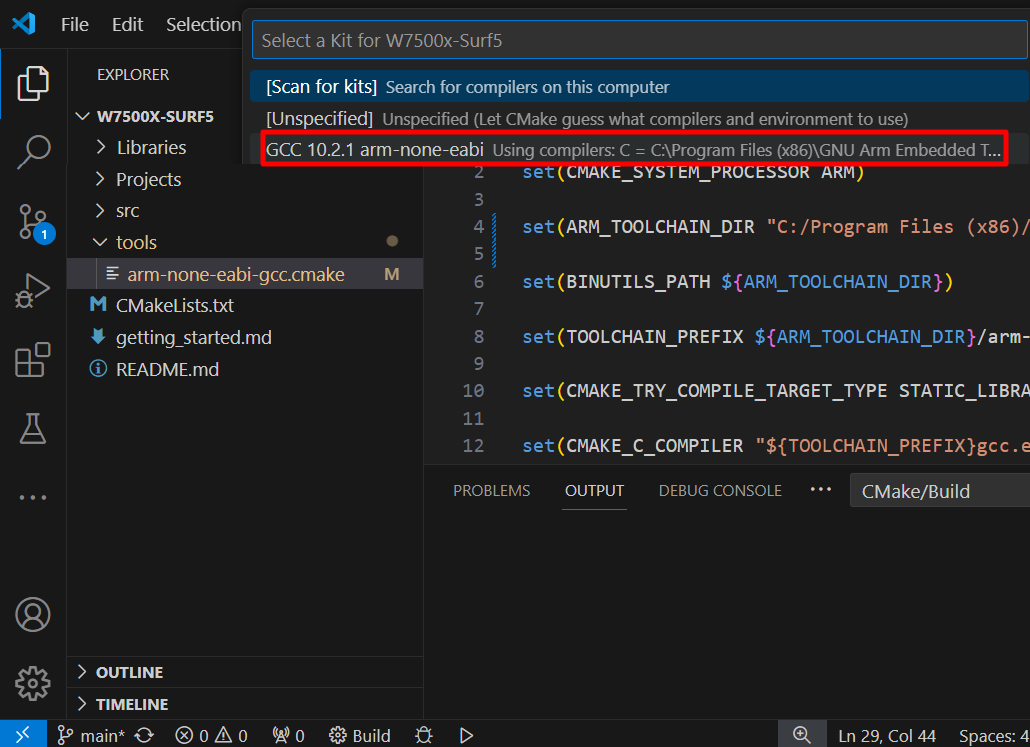 File Edit Selection
Select a Kit for W7500x-Surf5
[Scan for kits] Search for compilers on this computer
[Unspecified] Unspecified (Let CMake guess what compilers and environment to use)
GCC 10.2.1 arm-none-eabi Using compilers: C = C:\Program Files (x86)\GNU Arm Embedded T...
EXPLORER
W7500X-SURF5
Libraries
Projects
src
tools
arm-none-eabi-gcc.cmake M
CMakeLists.txt
getting_started.md
README.md
OUTLINE
TIMELINE
1
2 set(CMAKE_SYSTEM_PROCESSOR ARM)
3
4 set(ARM_TOOLCHAIN_DIR "C:/Program Files (x86)/
5
6 set(BINUTILS_PATH ${ARM_TOOLCHAIN_DIR})
7
8 set(TOOLCHAIN_PREFIX ${ARM_TOOLCHAIN_DIR}/arm-
9
10 set(CMAKE_TRY_COMPILE_TARGET_TYPE STATIC_LIBRA
11
12 set(CMAKE_C_COMPILER "${TOOLCHAIN_PREFIX}gcc.e
PROBLEMS OUTPUT DEBUG CONSOLE ··· CMake/Build
main* 0 0 0 Build Ln 29, Col 44 Spaces: 4